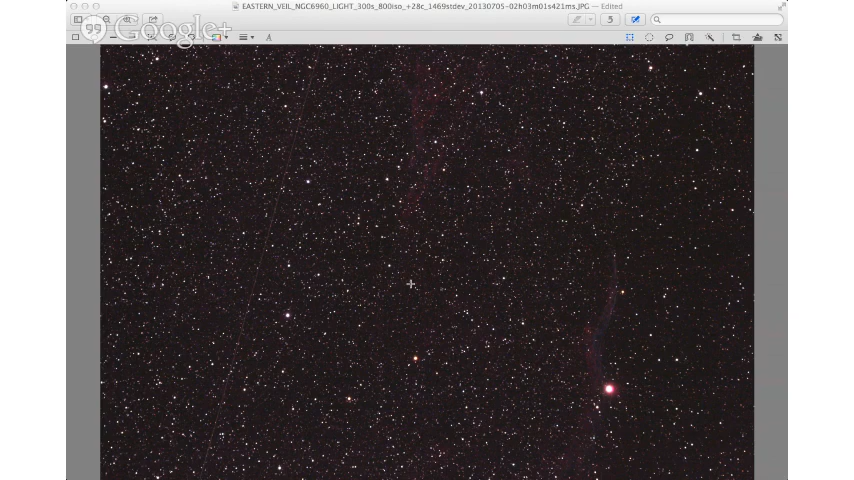 EASTERN_VEIL_NGC6960_LIGHT_300s_800iso_+28c_1469stdev_20130705-02h03m01s421ms.JPG — Edited
Google+
A